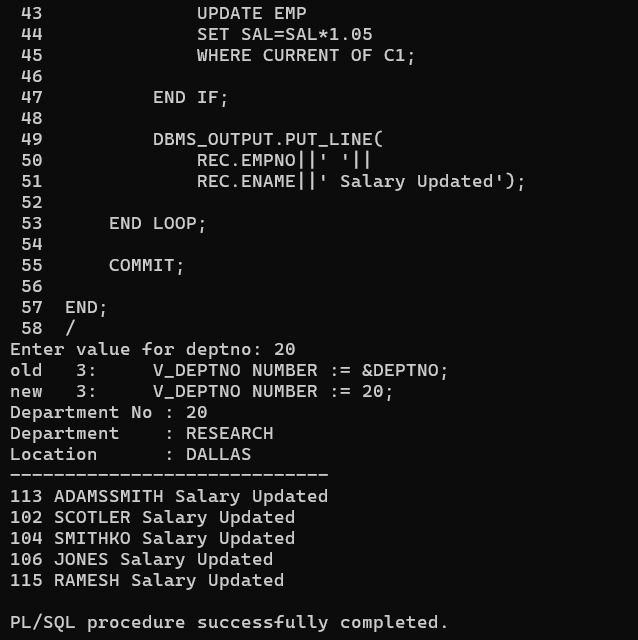 43              UPDATE EMP
44              SET SAL=SAL*1.05
45              WHERE CURRENT OF C1;
46
47          END IF;
48
49          DBMS_OUTPUT.PUT_LINE(
50              REC.EMPNO||' '||
51              REC.ENAME||' Salary Updated');
52
53      END LOOP;
54
55      COMMIT;
56
57  END;
58  /
Enter value for deptno: 20
old   3:     V_DEPTNO NUMBER := &DEPTNO;
new   3:     V_DEPTNO NUMBER := 20;
Department No : 20
Department    : RESEARCH
Location      : DALLAS
-----------------------------
113 ADAMSSMITH Salary Updated
102 SCOTLER Salary Updated
104 SMITHKO Salary Updated
106 JONES Salary Updated
115 RAMESH Salary Updated

PL/SQL procedure successfully completed.